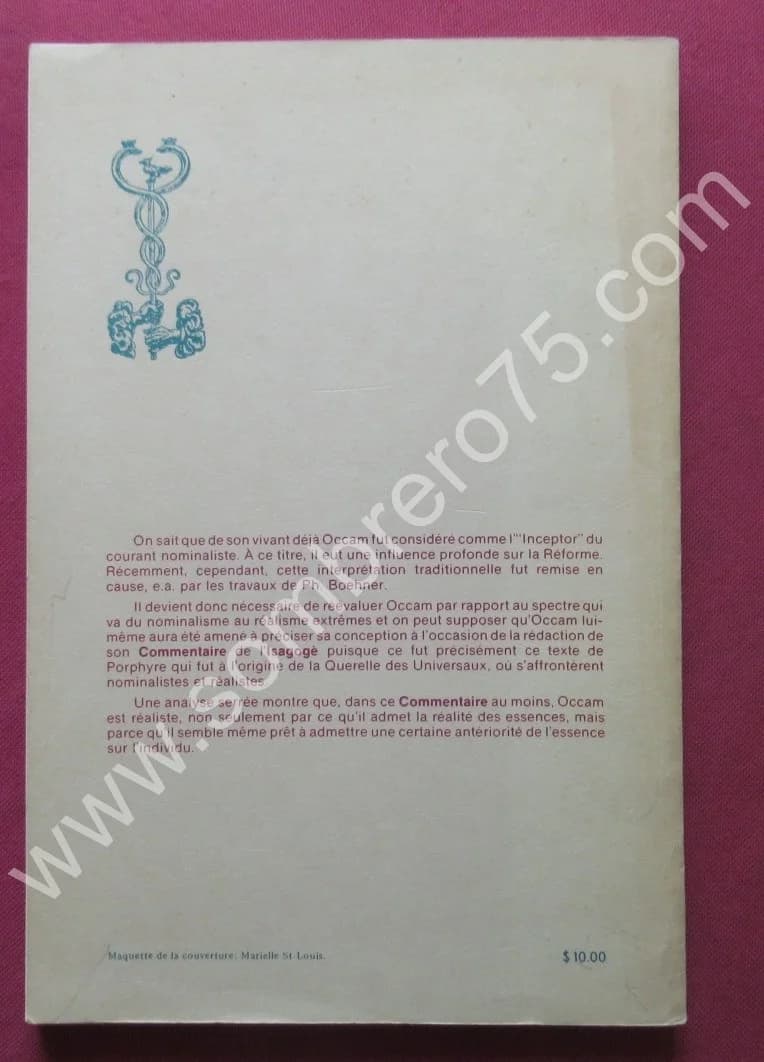 On sait que de son vivant déjà Occam fut considéré comme l'"Inceptor" du
courant nominaliste. À ce titre, il eut une influence profonde sur la Réforme.
Récemment, cependant, cette interprétation traditionnelle fut remise en
cause, e.a. par les travaux de Ph. Boehner.
Il devient donc nécessaire de réévaluer Occam par rapport au spectre qui
va du nominalisme au réalisme extrêmes et on peut supposer qu'Occam lui-
même aura été amené à préciser sa conception à l'occasion de la rédaction de
son Commentaire de l'Isagogè puisque ce fut précisément ce texte de
Porphyre qui fut à l'origine de la Querelle des Universaux, où s'affrontèrent
nominalistes et réalistes.
Une analyse serrée montre que, dans ce Commentaire au moins, Occam
est réaliste, non seulement par ce qu'il admet la réalité des essences, mais
parce qu'il semble même prêt à admettre une certaine antériorité de l'essence
sur l'individu.
Maquette de la couverture: Marielle St-Louis.
$ 10.00
www.sombrero75.com